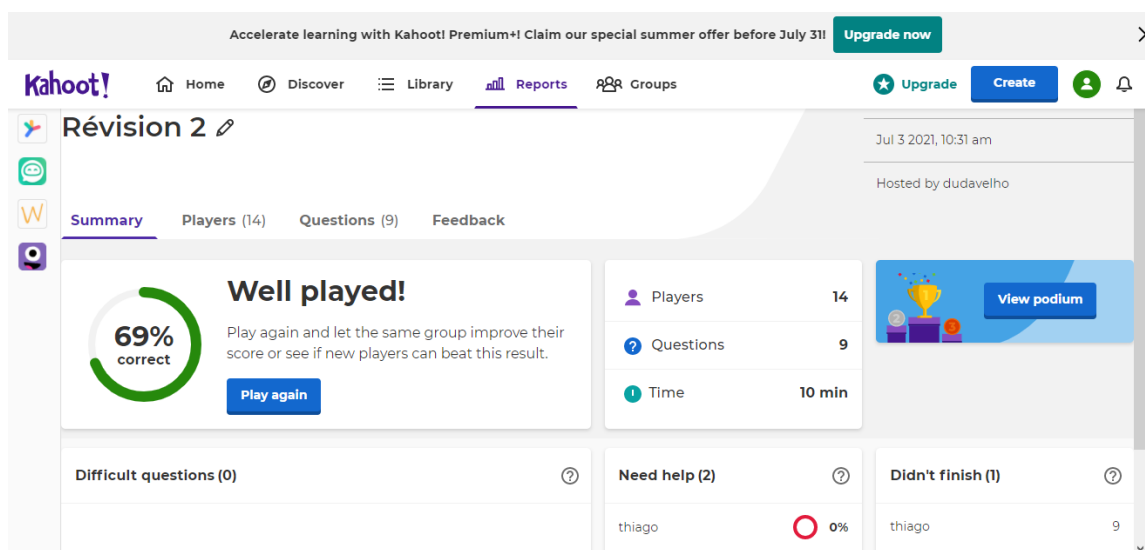 Accelerate learning with Kahoot! Premium+! Claim our special summer offer before July 31! Upgrade now
Kahoot! Home Discover Library Reports Groups Upgrade Create
Révision 2
Jul 3 2021, 10:31 am
Hosted by dudavelho
Summary Players (14) Questions (9) Feedback
69%
correct
Well played!
Play again and let the same group improve their
score or see if new players can beat this result.
Play again
Players 14
Questions 9
Time 10 min
1
2
3
View podium
Difficult questions (0)
Need help (2)
thiago 0%
Didn't finish (1)
thiago 9